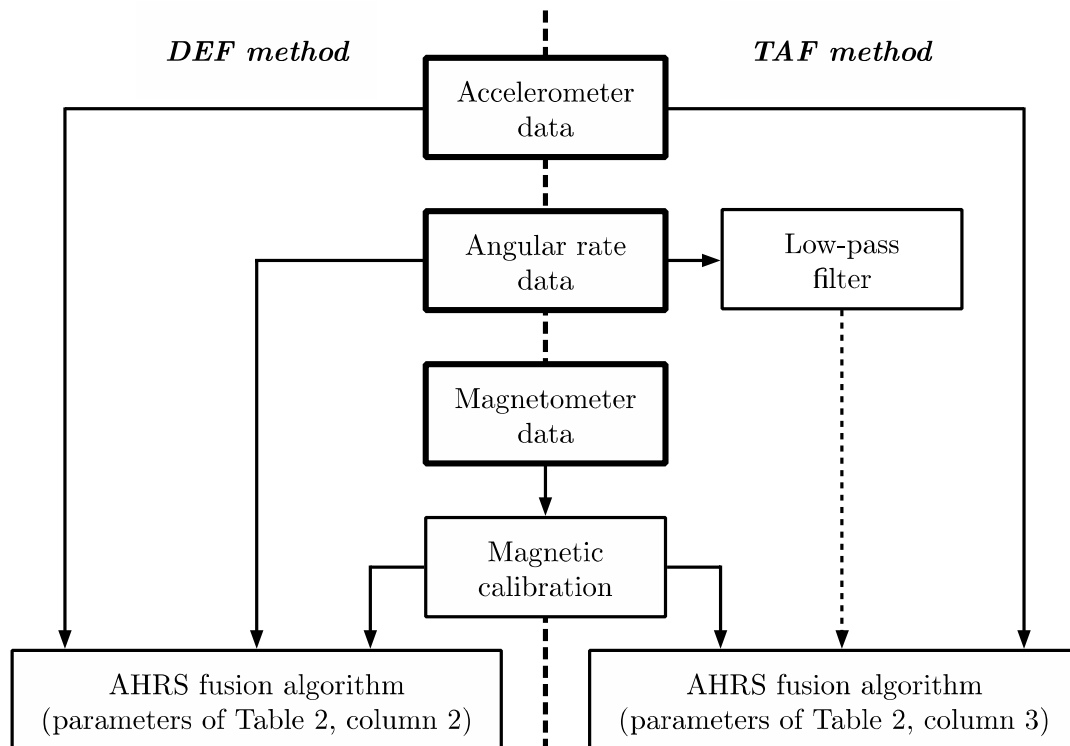 DEF method
TAF method
Accelerometer
data
Angular rate
data
Low-pass
filter
Magnetometer
data
Magnetic
calibration
AHRS fusion algorithm
(parameters of Table 2, column 2)
AHRS fusion algorithm
(parameters of Table 2, column 3)